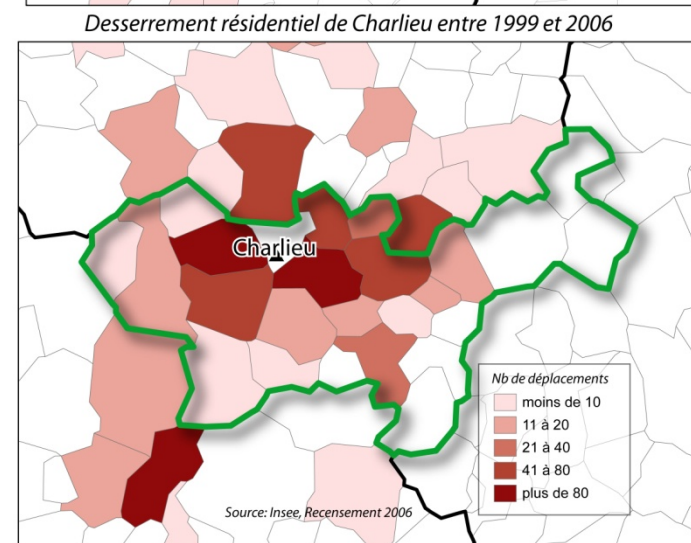 Desserrement résidentiel de Charlieu entre 1999 et 2006
Charlieu
Nb de déplacements
moins de 10
11 à 20
21 à 40
41 à 80
plus de 80
Source: Insee, Recensement 2006